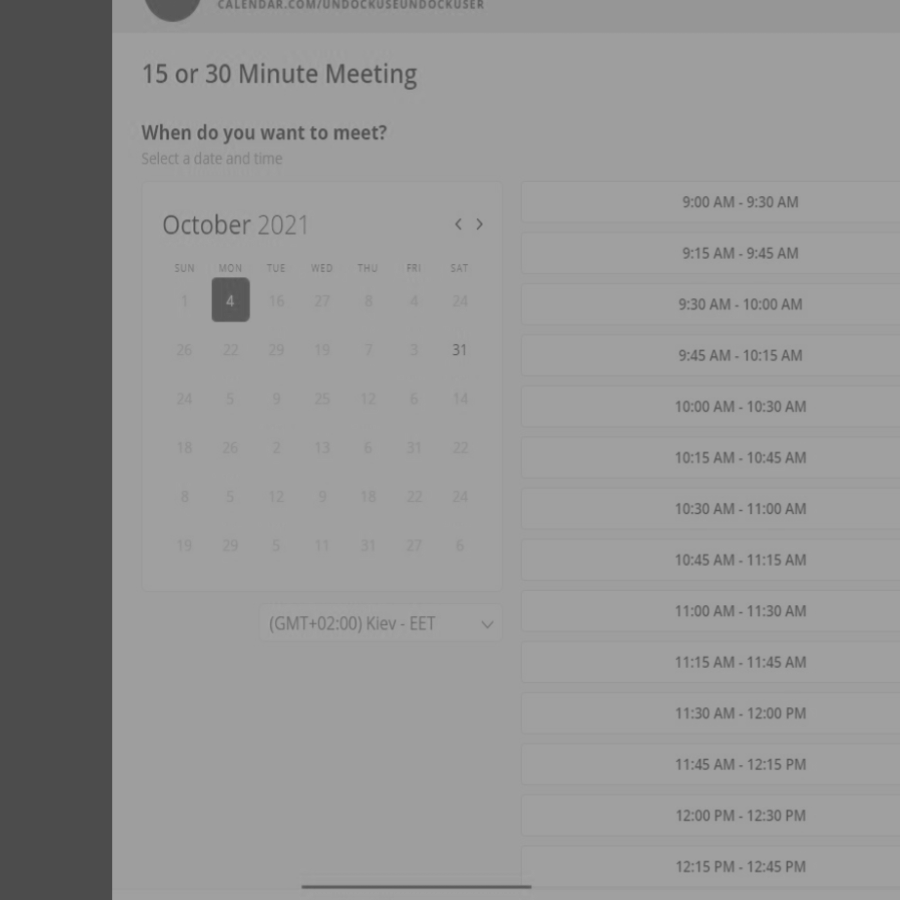 CALENDAR.COM/UNDOCKUSEUNDOCKUSER
15 or 30 Minute Meeting
When do you want to meet?
Select a date and time
October 2021
SUN MON TUE WED THU FRI SAT
1 4 16 27 8 4 24
26 22 29 19 7 3 31
24 5 9 25 12 6 14
18 26 2 13 6 31 22
8 5 12 9 18 22 24
19 29 5 11 31 27 6
(GMT+02:00) Kiev - EET
9:00 AM - 9:30 AM
9:15 AM - 9:45 AM
9:30 AM - 10:00 AM
9:45 AM - 10:15 AM
10:00 AM - 10:30 AM
10:15 AM - 10:45 AM
10:30 AM - 11:00 AM
10:45 AM - 11:15 AM
11:00 AM - 11:30 AM
11:15 AM - 11:45 AM
11:30 AM - 12:00 PM
11:45 AM - 12:15 PM
12:00 PM - 12:30 PM
12:15 PM - 12:45 PM